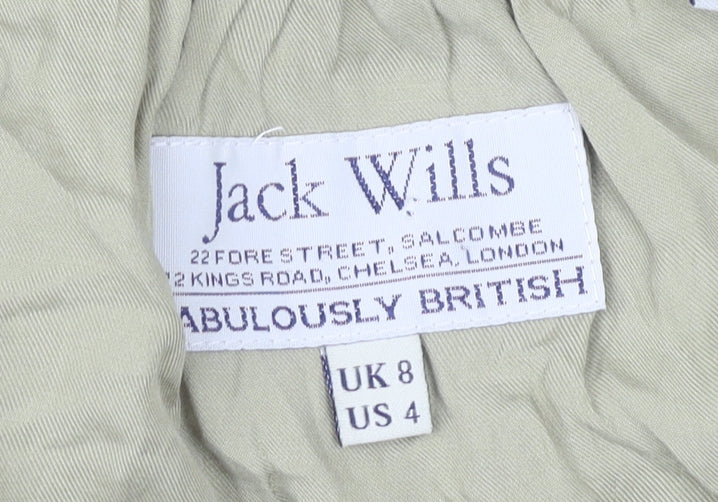 Jack Wills
22 FORE STREET, SALCOMBE
2 KINGS ROAD, CHELSEA, LONDON
ABULOUSLY BRITISH
UK 8
US 4